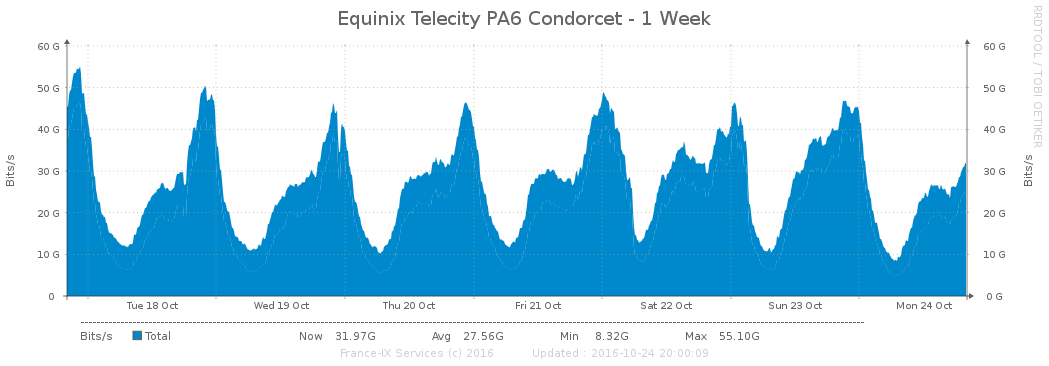 Equinix Telecity PA6 Condorcet - 1 Week
RRDTOOL / TOBI OETIKER
Bits/s
60 G
50 G
40 G
30 G
20 G
10 G
0
60 G
50 G
40 G
30 G
20 G
10 G
0 G
Bits/s
Tue 18 Oct Wed 19 Oct Thu 20 Oct Fri 21 Oct Sat 22 Oct Sun 23 Oct Mon 24 Oct
Bits/s Total Now 31.97G Avg 27.56G Min 8.32G Max 55.10G
France-IX Services (c) 2016 Updated : 2016-10-24 20:00:09